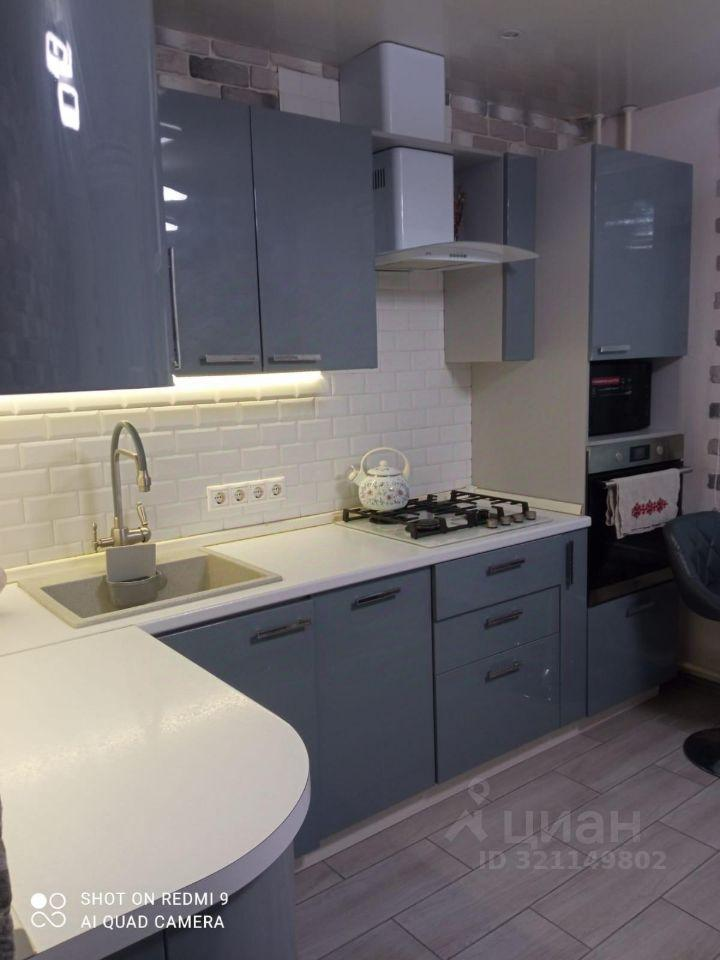 циан
ID 321149802
SHOT ON REDMI 9
AI QUAD CAMERA